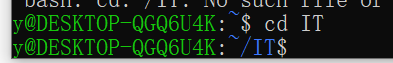 bash: cd: /IT: No such file or
y@DESKTOP-QGQ6U4K:~$ cd IT
y@DESKTOP-QGQ6U4K:~/IT$